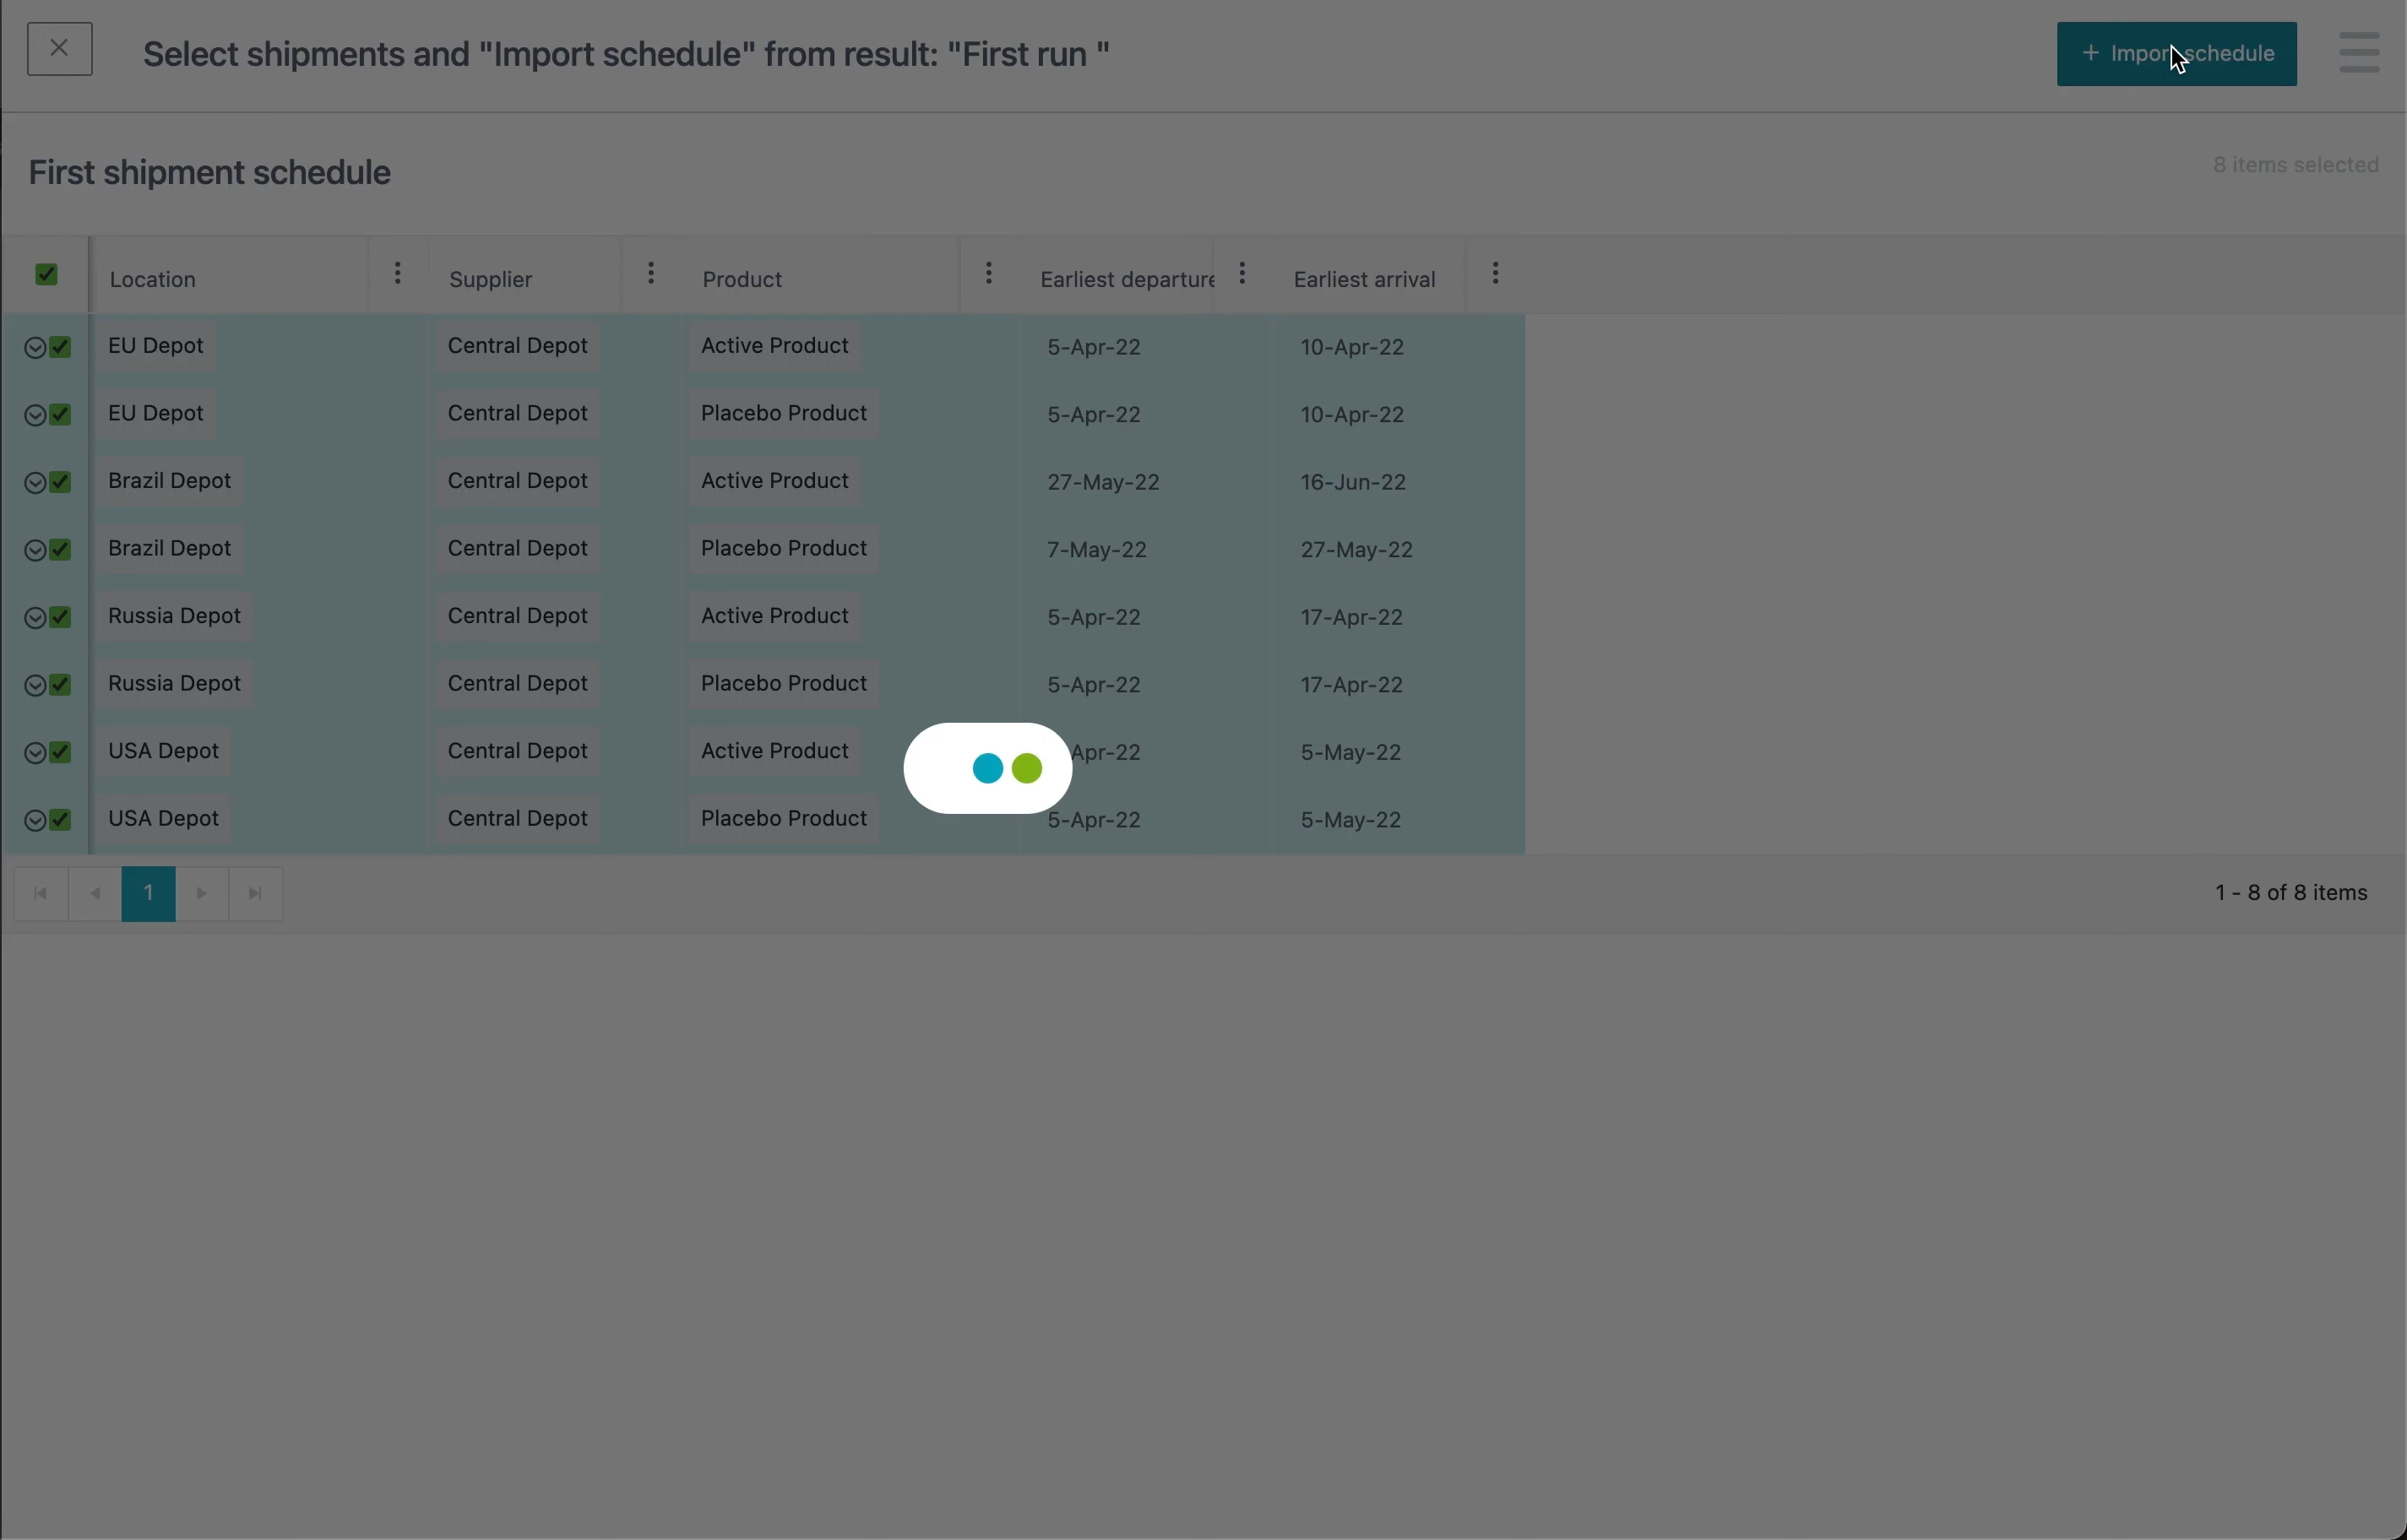 Select shipments and "Import schedule" from result: "First run "
+ Import schedule
First shipment schedule
8 items selected
Location Supplier Product Earliest departure Earliest arrival
EU Depot Central Depot Active Product 5-Apr-22 10-Apr-22
EU Depot Central Depot Placebo Product 5-Apr-22 10-Apr-22
Brazil Depot Central Depot Active Product 27-May-22 16-Jun-22
Brazil Depot Central Depot Placebo Product 7-May-22 27-May-22
Russia Depot Central Depot Active Product 5-Apr-22 17-Apr-22
Russia Depot Central Depot Placebo Product 5-Apr-22 17-Apr-22
USA Depot Central Depot Active Product Apr-22 5-May-22
USA Depot Central Depot Placebo Product 5-Apr-22 5-May-22
1
1 - 8 of 8 items